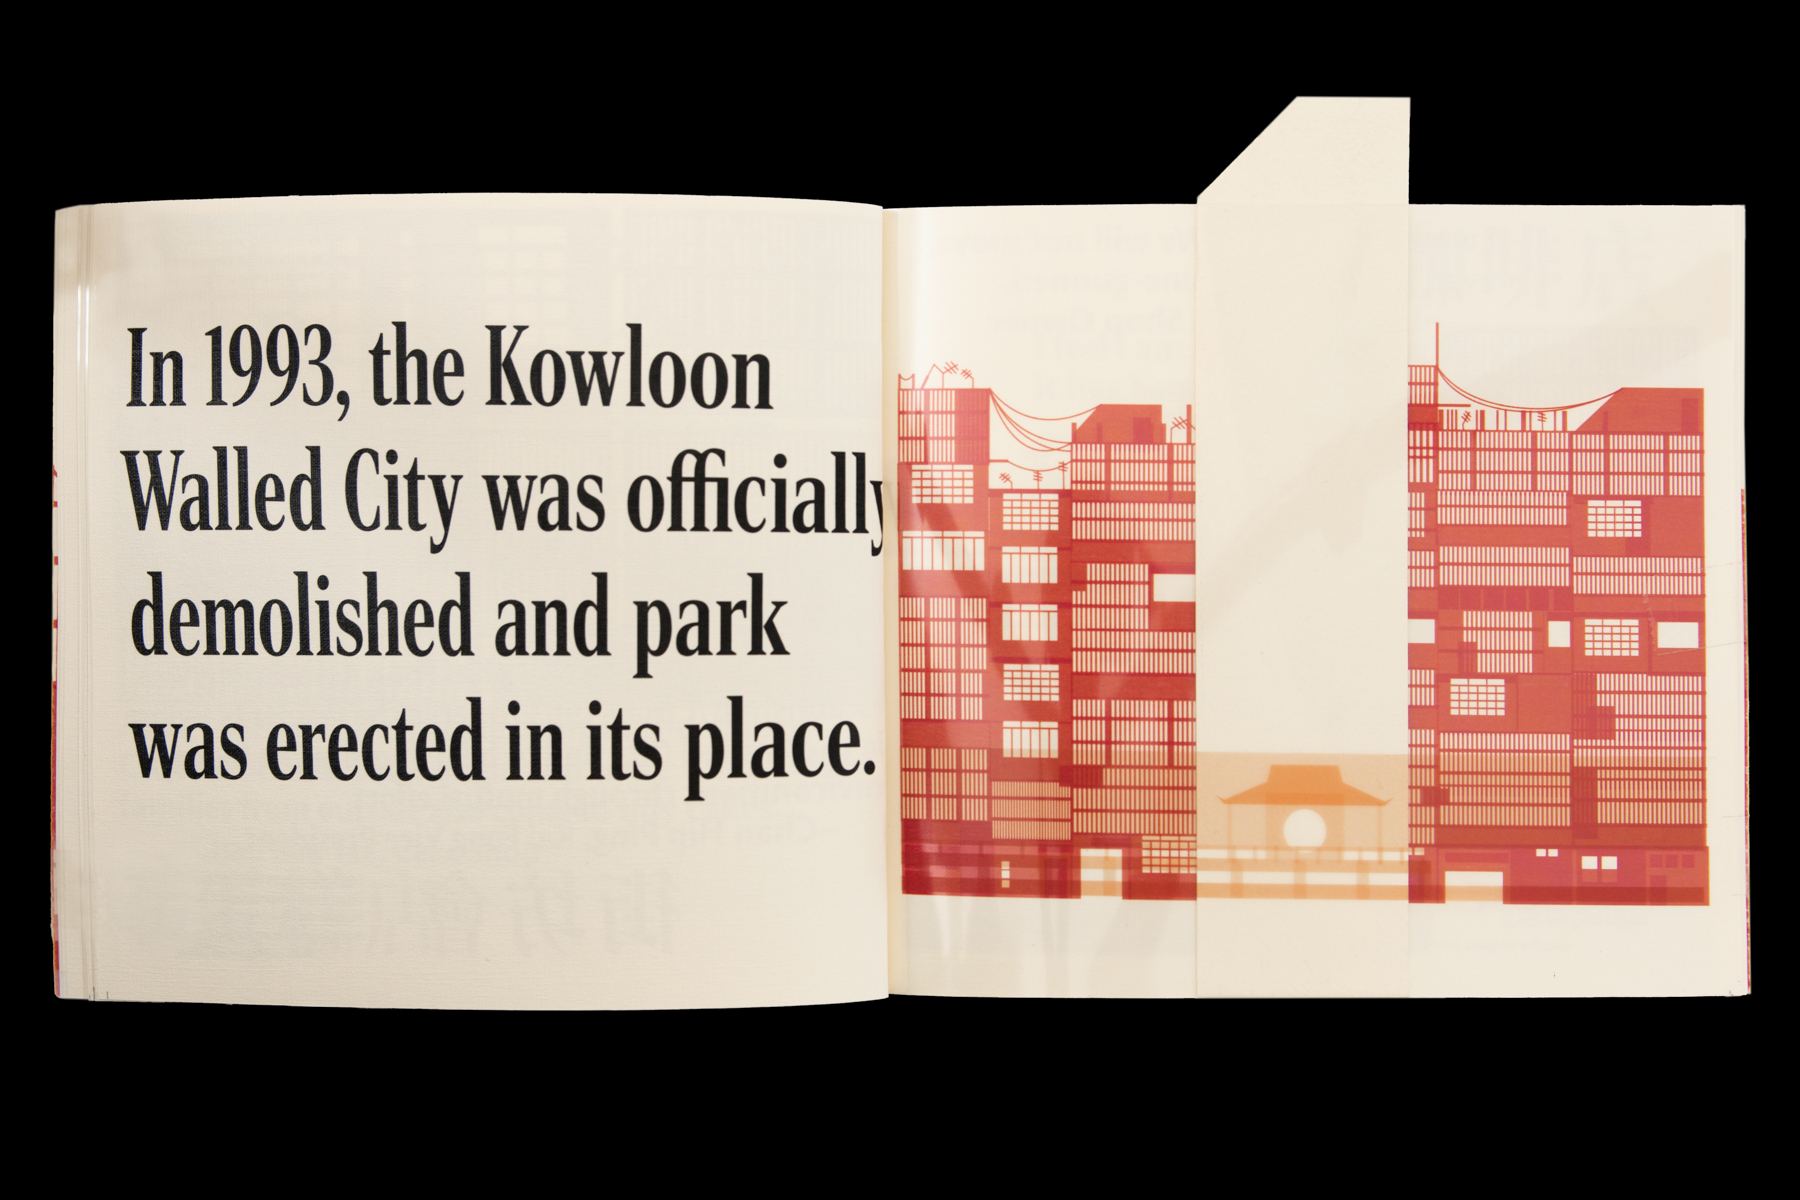 In 1993, the Kowloon
Walled City was officially
demolished and park
was erected in its place.